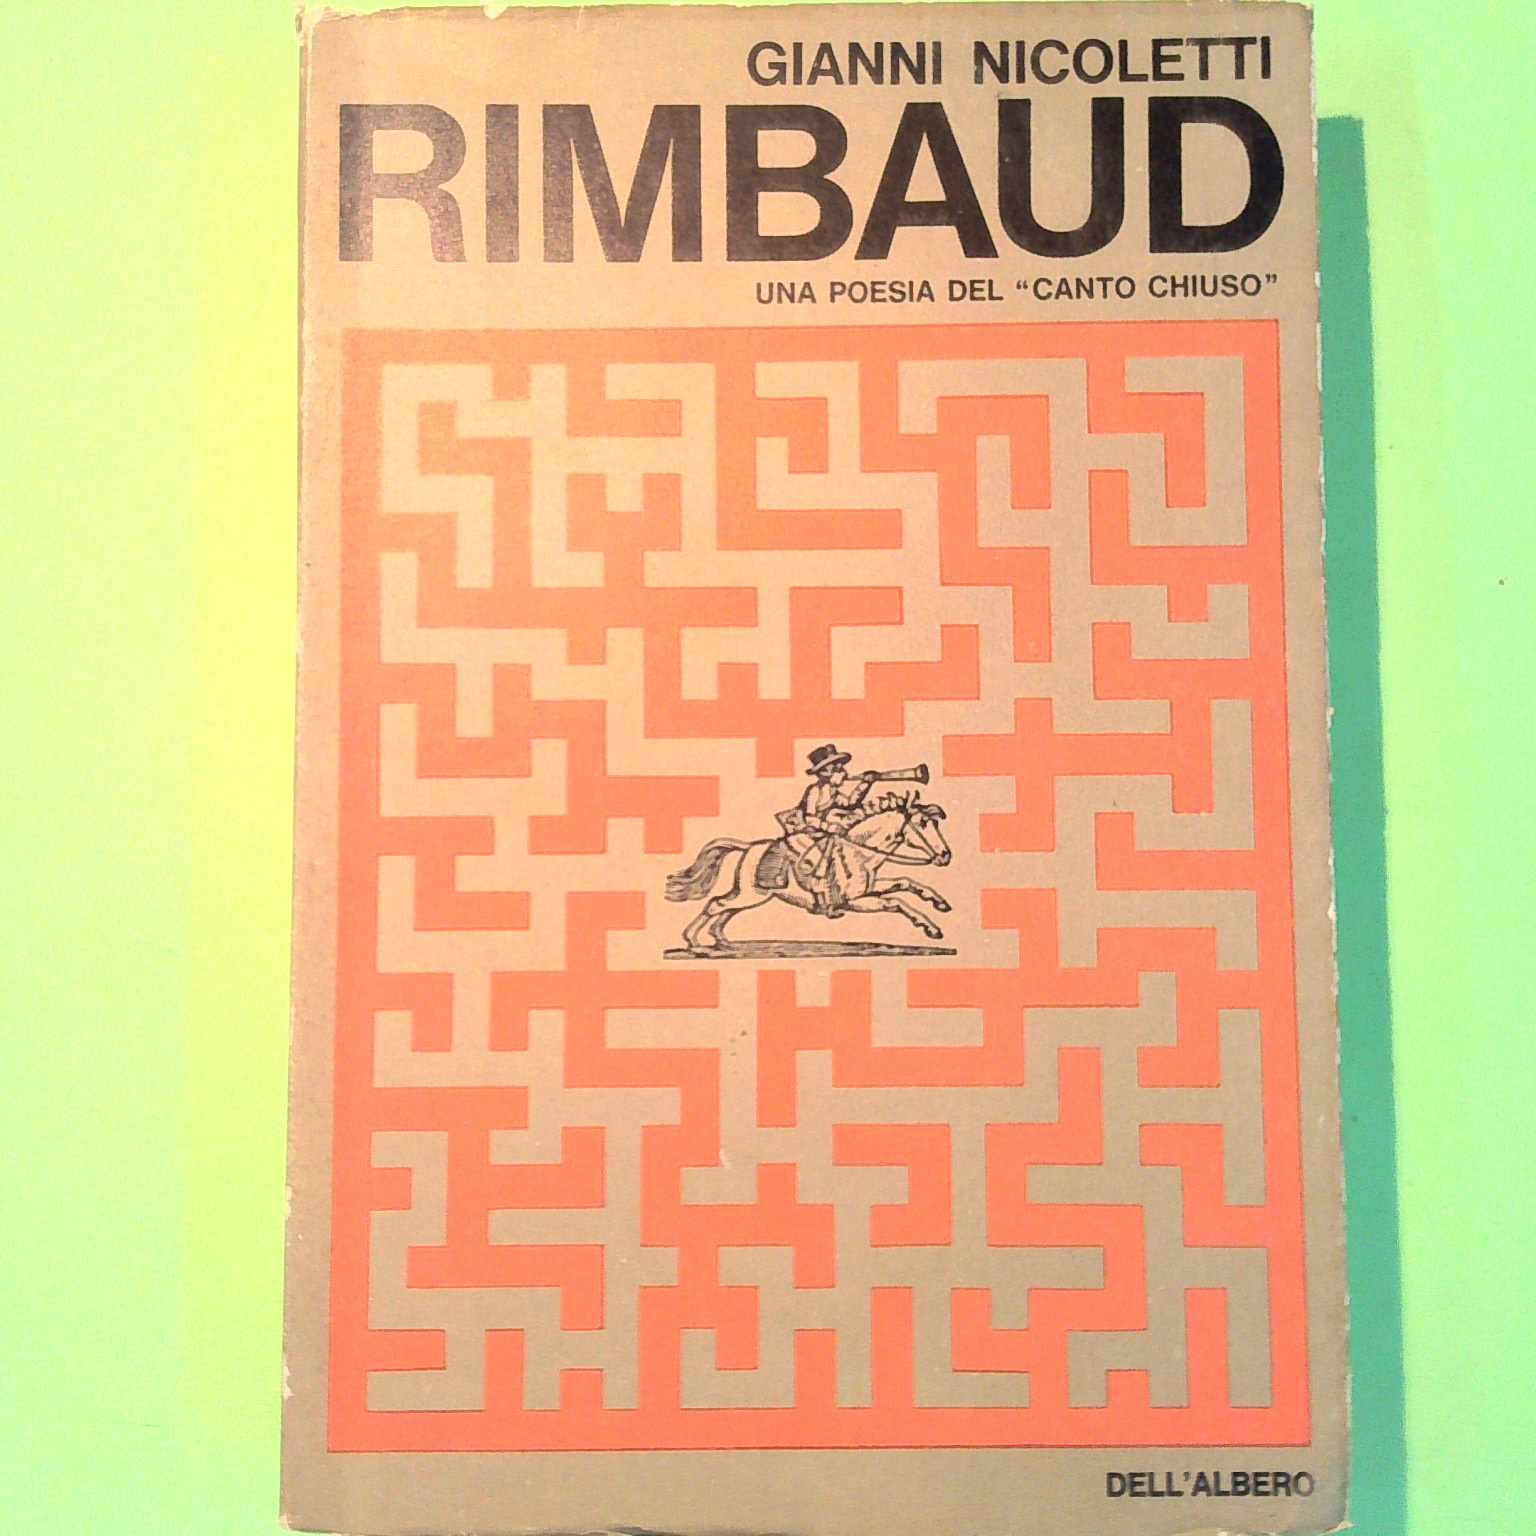 GIANNI NICOLETTI
RIMBAUD
UNA POESIA DEL “CANTO CHIUSO”
DELL'ALBERO